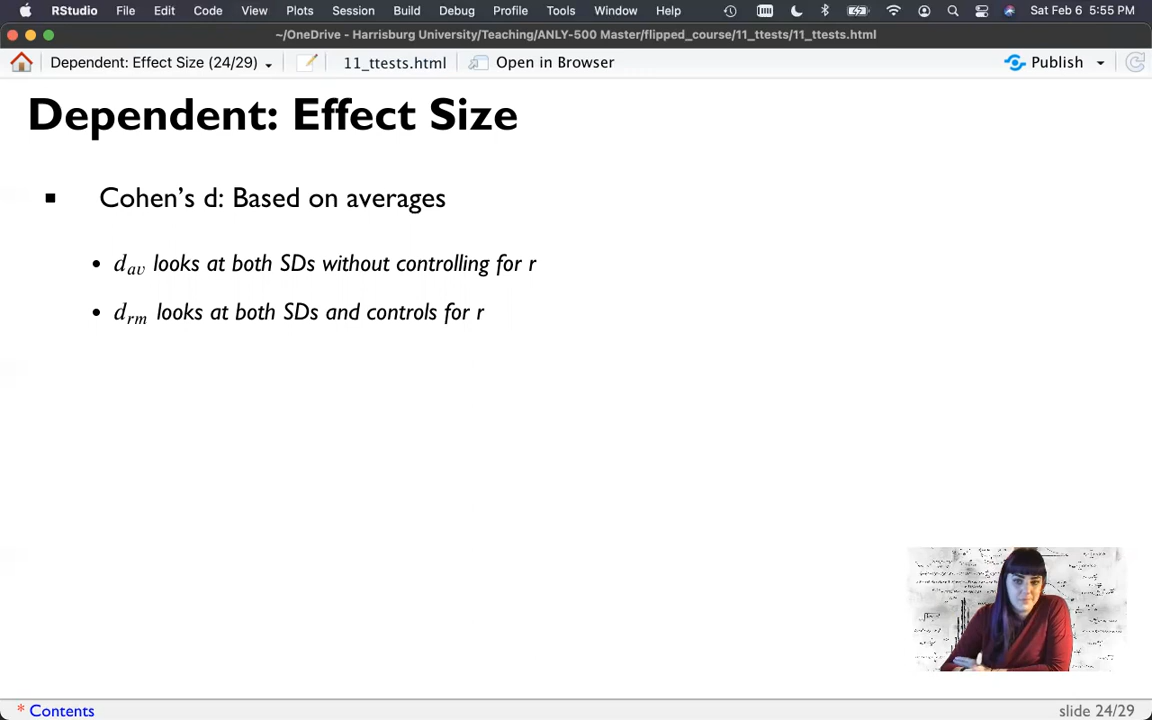 RStudio File Edit Code View Plots Session Build Debug Profile Tools Window Help Sat Feb 6 5:55 PM
~/OneDrive - Harrisburg University/Teaching/ANLY-500 Master/flipped_course/11_ttests/11_ttests.html
Dependent: Effect Size (24/29) 11_ttests.html Open in Browser Publish
Dependent: Effect Size
■ Cohen’s d: Based on averages
• dav looks at both SDs without controlling for r
• drm looks at both SDs and controls for r
* Contents slide 24/29